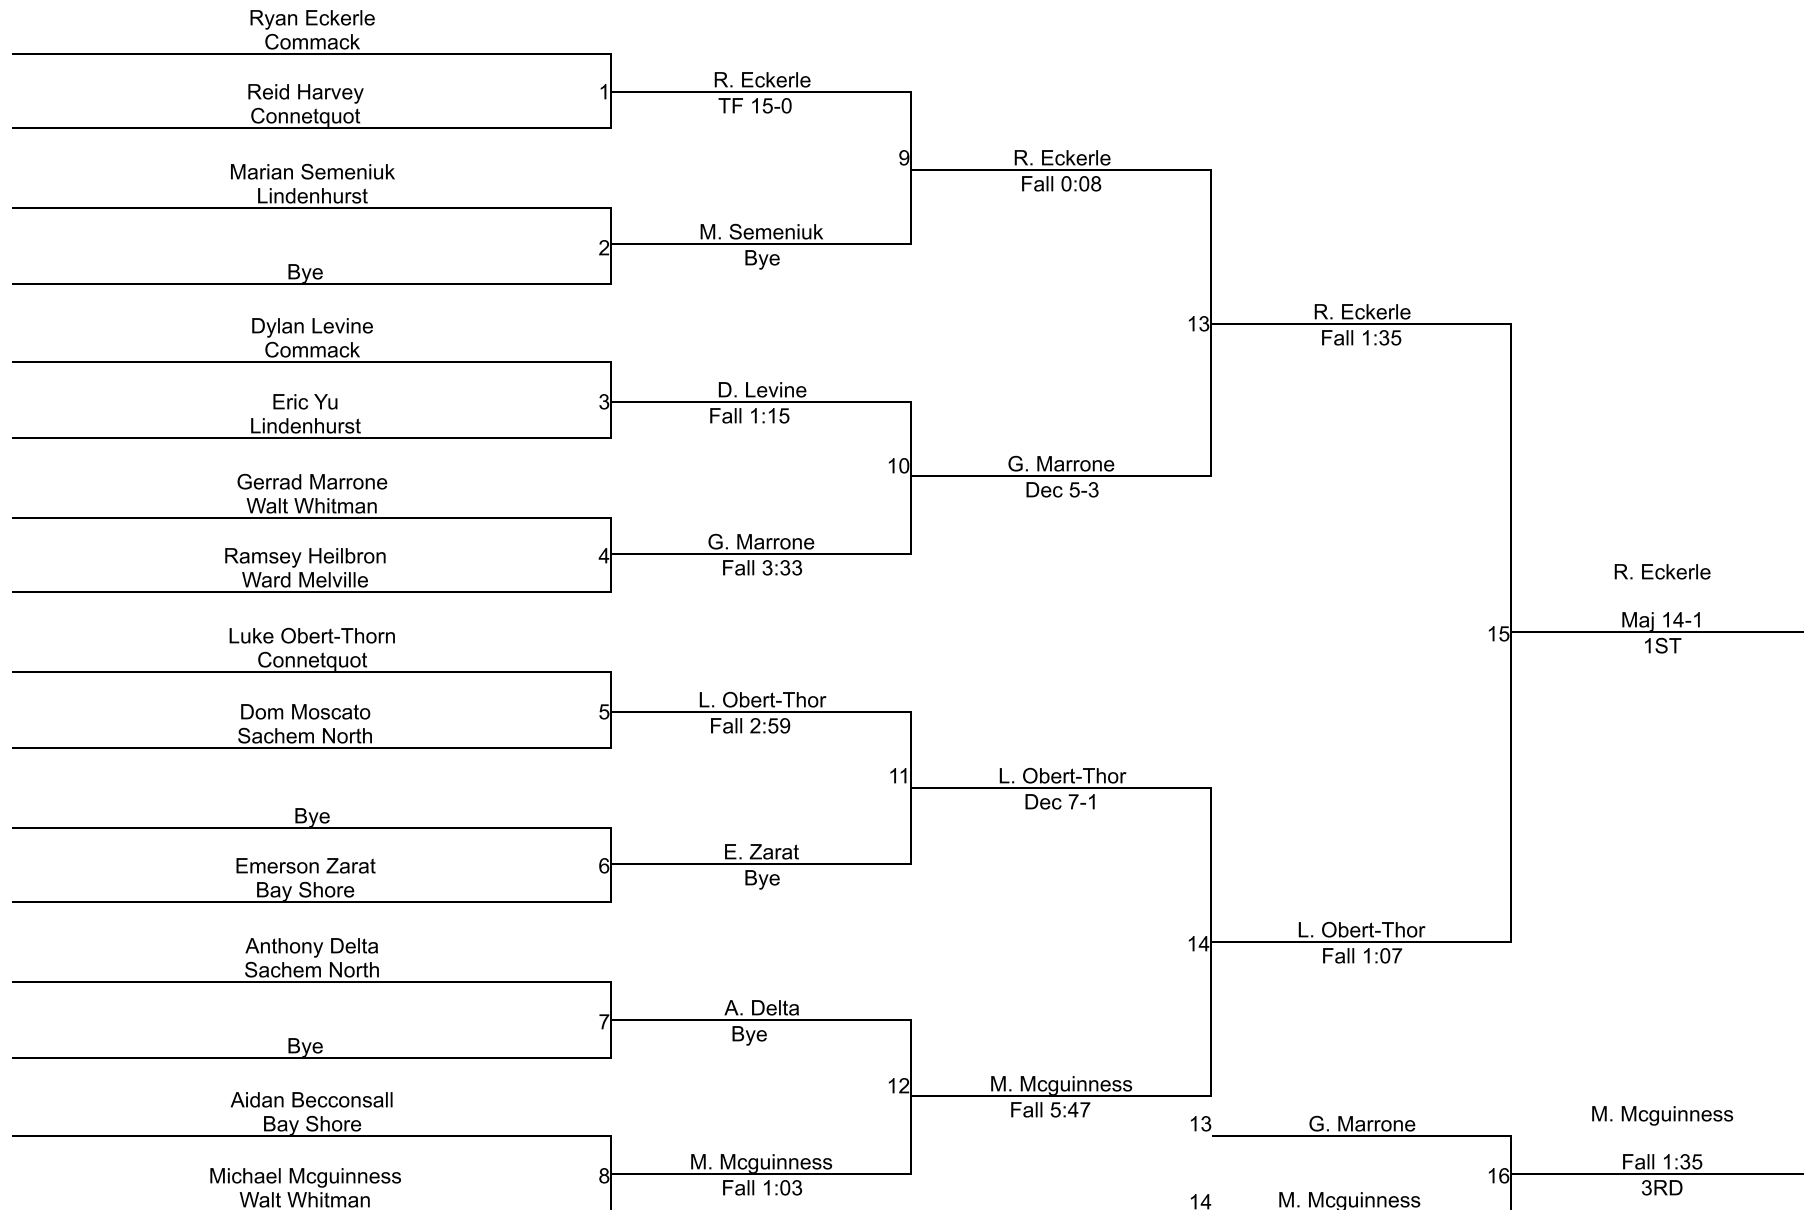 Ryan Eckerle
Commack
Reid Harvey
Connetquot
1
Marian Semeniuk
Lindenhurst
Bye
2
Dylan Levine
Commack
Eric Yu
Lindenhurst
3
Gerrad Marrone
Walt Whitman
Ramsey Heilbron
Ward Melville
4
Luke Obert-Thorn
Connetquot
Dom Moscato
Sachem North
5
Bye
Emerson Zarat
Bay Shore
6
Anthony Delta
Sachem North
Bye
7
Aidan Becconsall
Bay Shore
Michael Mcguinness
Walt Whitman
8
R. Eckerle
TF 15-0
9
M. Semeniuk
Bye
D. Levine
Fall 1:15
10
G. Marrone
Fall 3:33
L. Obert-Thor
Fall 2:59
11
E. Zarat
Bye
A. Delta
Bye
12
M. Mcguinness
Fall 1:03
R. Eckerle
Fall 0:08
13
G. Marrone
Dec 5-3
L. Obert-Thor
Dec 7-1
14
M. Mcguinness
Fall 5:47
R. Eckerle
Fall 1:35
15
L. Obert-Thor
Fall 1:07
R. Eckerle
Maj 14-1
1ST
13
G. Marrone
16
14
M. Mcguinness
M. Mcguinness
Fall 1:35
3RD